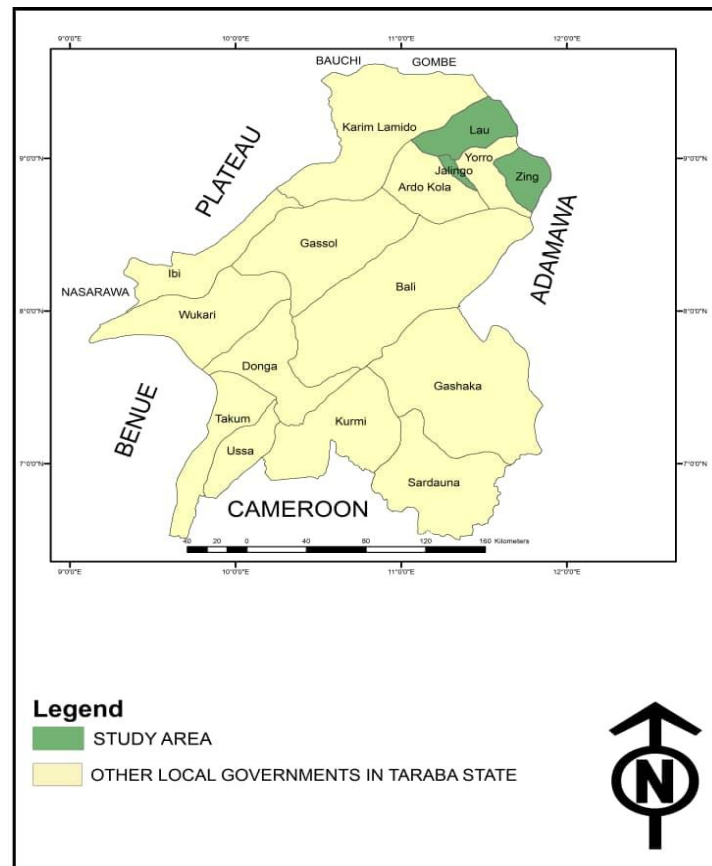 9°0'0"E 10°0'0"E 11°0'0"E 12°0'0"E
BAUCHI GOMBE
Karim Lamido
Lau
PLATEAU
9°0'0"N 9°0'0"N
Yorro
Jalingo
Zing
Ardo Kola
ADAMAWA
Gassol
Ibi
Bali
NASARAWA
8°0'0"N 8°0'0"N
Wukari
Donga
Gashaka
BENUE
Takum
Kurmi
Ussa
7°0'0"N 7°0'0"N
Sardauna
CAMEROON
40 20 0 40 80 120 160 Kilometers
9°0'0"E 10°0'0"E 11°0'0"E 12°0'0"E
Legend
STUDY AREA
OTHER LOCAL GOVERNMENTS IN TARABA STATE
N